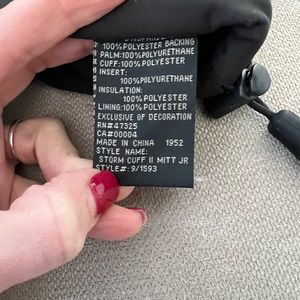 100%POLYESTER BACKING
PALM:100%POLYURETHANE
CUFF:100%POLYESTER
INSERT:
100%POLYURETHANE
INSULATION:
100%POLYESTER
LINING:100%POLYESTER
EXCLUSIVE OF DECORATION
RN#47325
CA#00004
MADE IN CHINA 1952
STYLE NAME:
STORM CUFF II MITT JR
STYLE#:9/1593